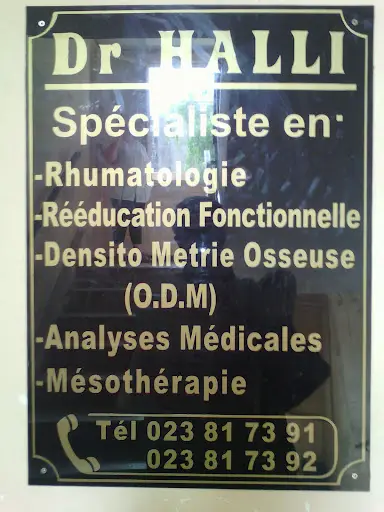 Dr HALLI
Spécialiste en:
-Rhumatologie
-Rééducation Fonctionnelle
-Densito Metrie Osseuse
(O.D.M)
-Analyses Médicales
-Mésothérapie
Tél 023 81 73 91
023 81 73 92